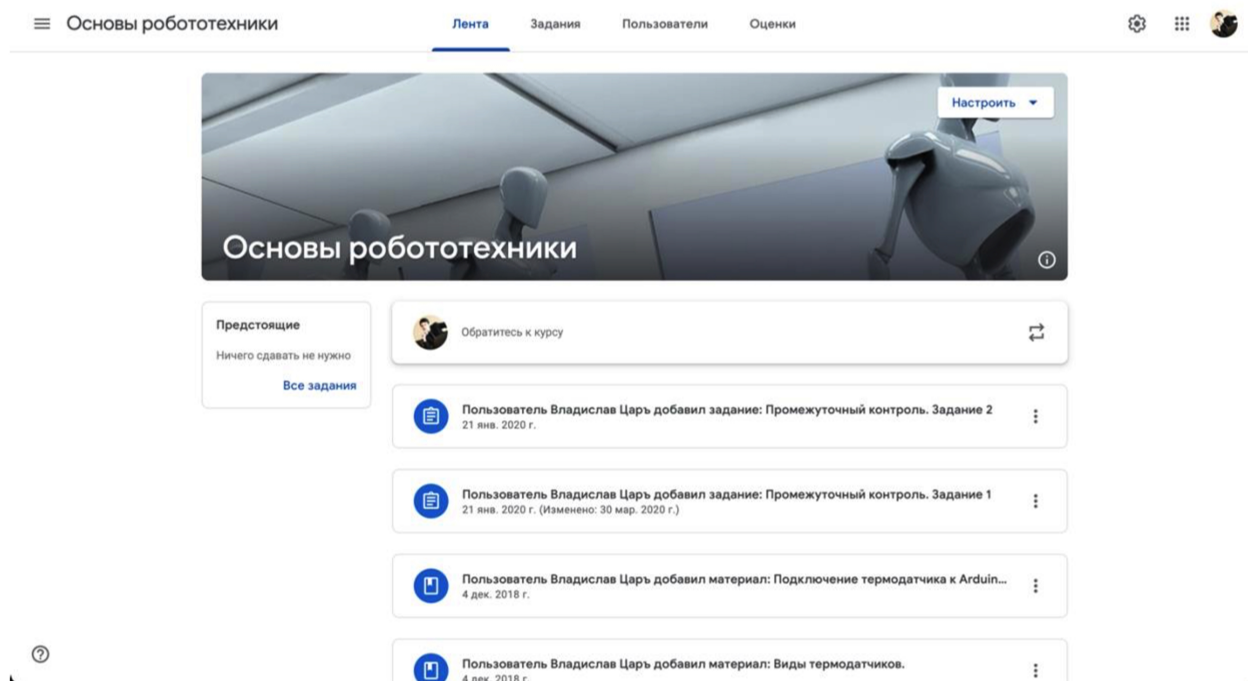 Основы робототехники
Лента Задания Пользователи Оценки
Настроить
Основы робототехники
Предстоящие
Ничего сдавать не нужно
Все задания
Обратитесь к курсу
Пользователь Владислав Царъ добавил задание: Промежуточный контроль. Задание 2
21 янв. 2020 г.
Пользователь Владислав Царъ добавил задание: Промежуточный контроль. Задание 1
21 янв. 2020 г. (Изменено: 30 мар. 2020 г.)
Пользователь Владислав Царъ добавил материал: Подключение термодатчика к Arduin...
4 дек. 2018 г.
Пользователь Владислав Царъ добавил материал: Виды термодатчиков.
4 дек. 2018 г.